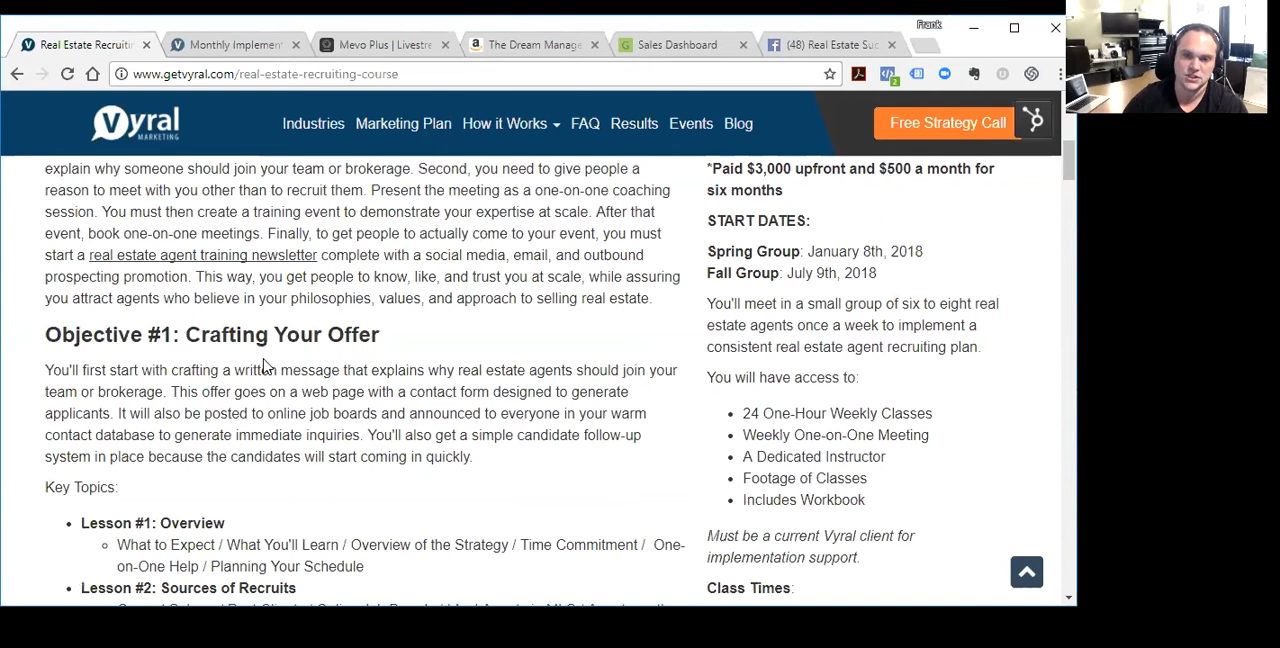 Frank
Real Estate Recruiti
Monthly Implemen
Mevo Plus | Livestre
The Dream Manage
Sales Dashboard
(48) Real Estate Suc
www.getvyral.com/real-estate-recruiting-course
Vyral
MARKETING
Industries Marketing Plan How it Works FAQ Results Events Blog
Free Strategy Call
explain why someone should join your team or brokerage. Second, you need to give people a
reason to meet with you other than to recruit them. Present the meeting as a one-on-one coaching
session. You must then create a training event to demonstrate your expertise at scale. After that
event, book one-on-one meetings. Finally, to get people to actually come to your event, you must
start a real estate agent training newsletter complete with a social media, email, and outbound
prospecting promotion. This way, you get people to know, like, and trust you at scale, while assuring
you attract agents who believe in your philosophies, values, and approach to selling real estate.
Objective #1: Crafting Your Offer
You'll first start with crafting a written message that explains why real estate agents should join your
team or brokerage. This offer goes on a web page with a contact form designed to generate
applicants. It will also be posted to online job boards and announced to everyone in your warm
contact database to generate immediate inquiries. You'll also get a simple candidate follow-up
system in place because the candidates will start coming in quickly.
Key Topics:
• Lesson #1: Overview
What to Expect / What You'll Learn / Overview of the Strategy / Time Commitment / One-
on-One Help / Planning Your Schedule
• Lesson #2: Sources of Recruits
*Paid $3,000 upfront and $500 a month for
six months
START DATES:
Spring Group: January 8th, 2018
Fall Group: July 9th, 2018
You'll meet in a small group of six to eight real
estate agents once a week to implement a
consistent real estate agent recruiting plan.
You will have access to:
• 24 One-Hour Weekly Classes
• Weekly One-on-One Meeting
• A Dedicated Instructor
• Footage of Classes
• Includes Workbook
Must be a current Vyral client for
implementation support.
Class Times: